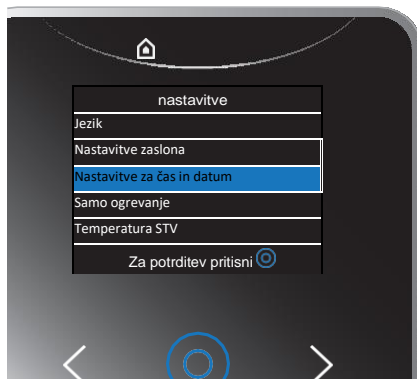 nastavitve
Jezik
Nastavitve zaslona
Nastavitve za čas in datum
Samo ogrevanje
Temperatura STV
Za potrditev pritisni